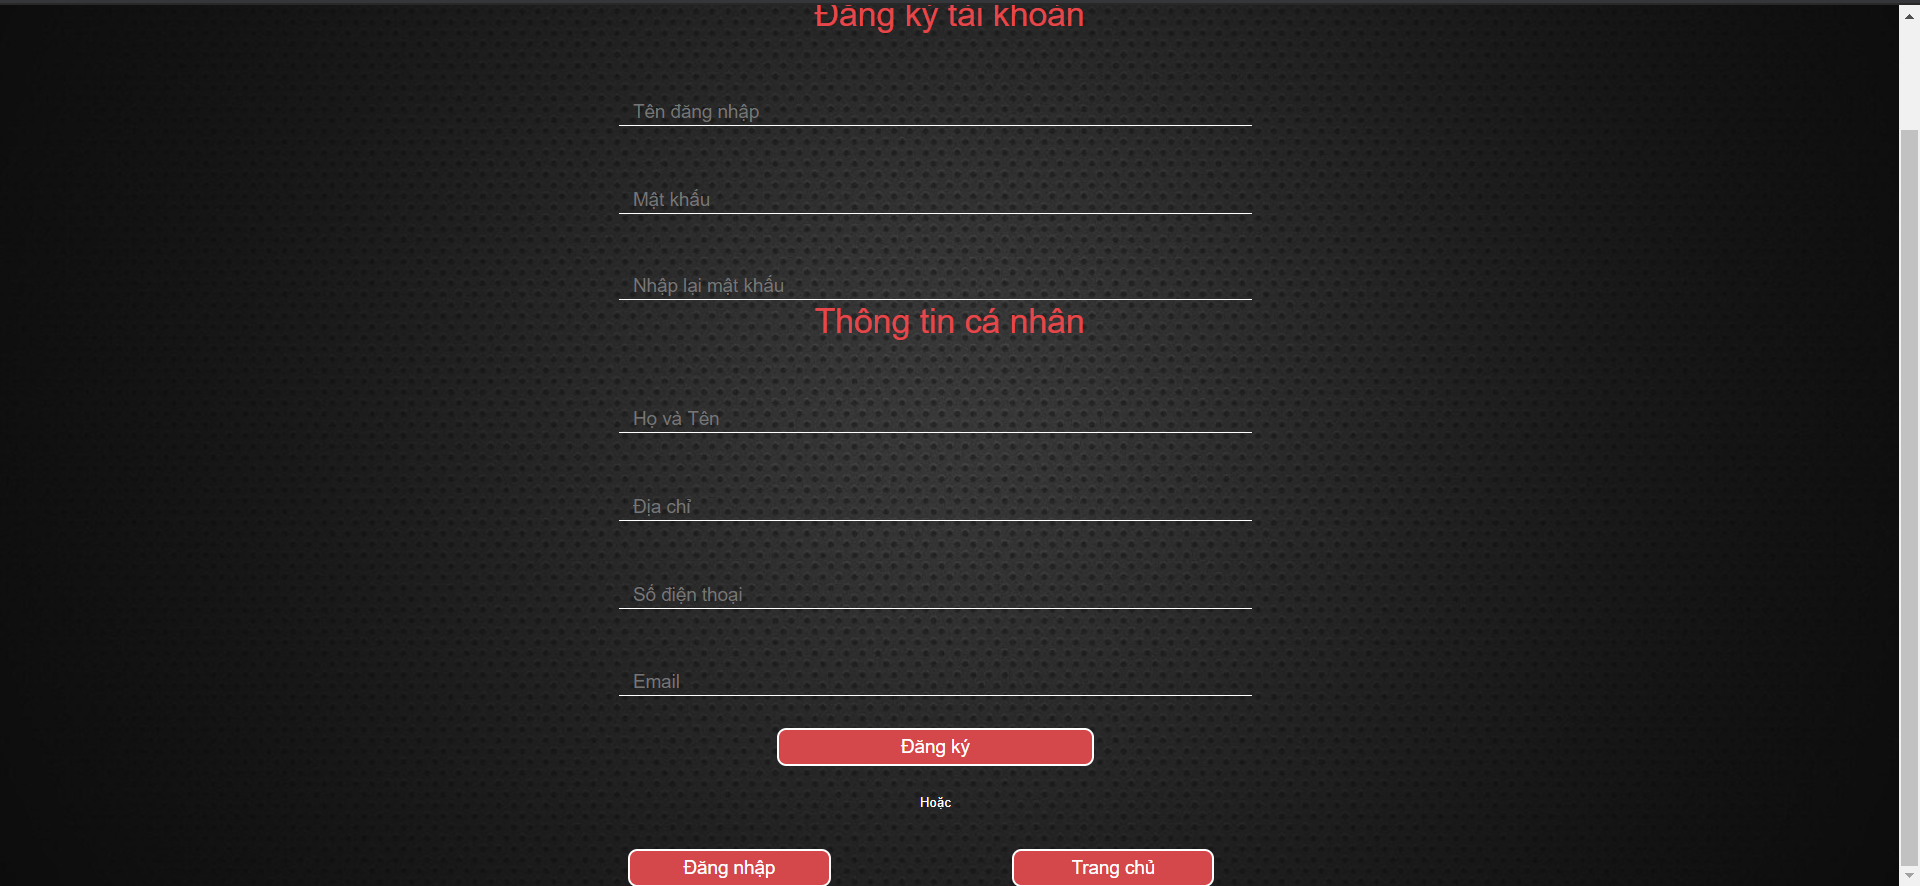 Đăng ký tài khoản
Tên đăng nhập
Mật khẩu
Nhập lại mật khẩu
Thông tin cá nhân
Họ và Tên
Địa chỉ
Số điện thoại
Email
Đăng ký
Hoặc
Đăng nhập
Trang chủ